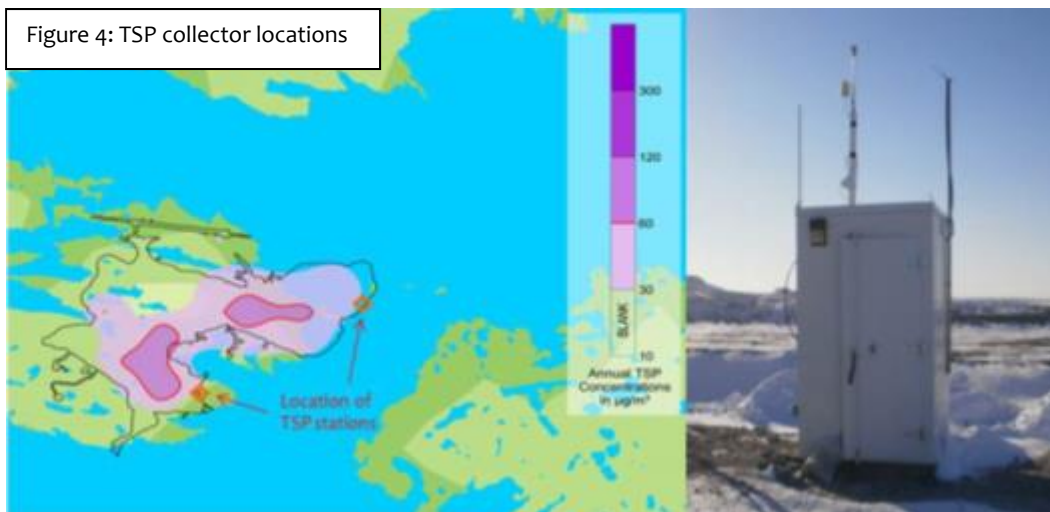 Figure 4: TSP collector locations
300
120
60
30
BLANK
10
Annual TSP
Concentrations
in µg/m³
Location of
TSP stations